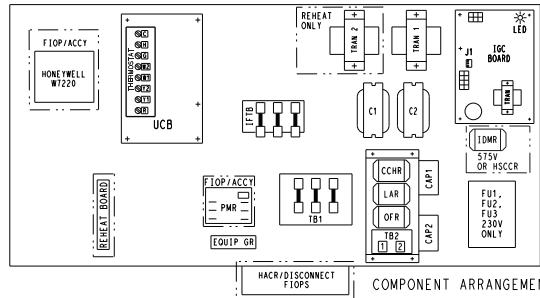 FIOP/ACCY
HONEYWELL
W7220
THERMOSTAT
C
H
G
W2
W1
Y2
Y1
R
UCB
REHEAT
ONLY
TRAN 2
TRAN 1
LED
J1
IGC
BOARD
TRAN
IFTB
C1
C2
IDMR
575V
OR HSCCR
REHEAT BOARD
FIOP/ACCY
PMR
EQUIP GR
TB1
CCHR
LAR
OFR
TB2
1 2
CAP1
CAP2
FU1,
FU2,
FU3
230V
ONLY
HACR/DISCONNECT
FIOPS
COMPONENT ARRANGEME